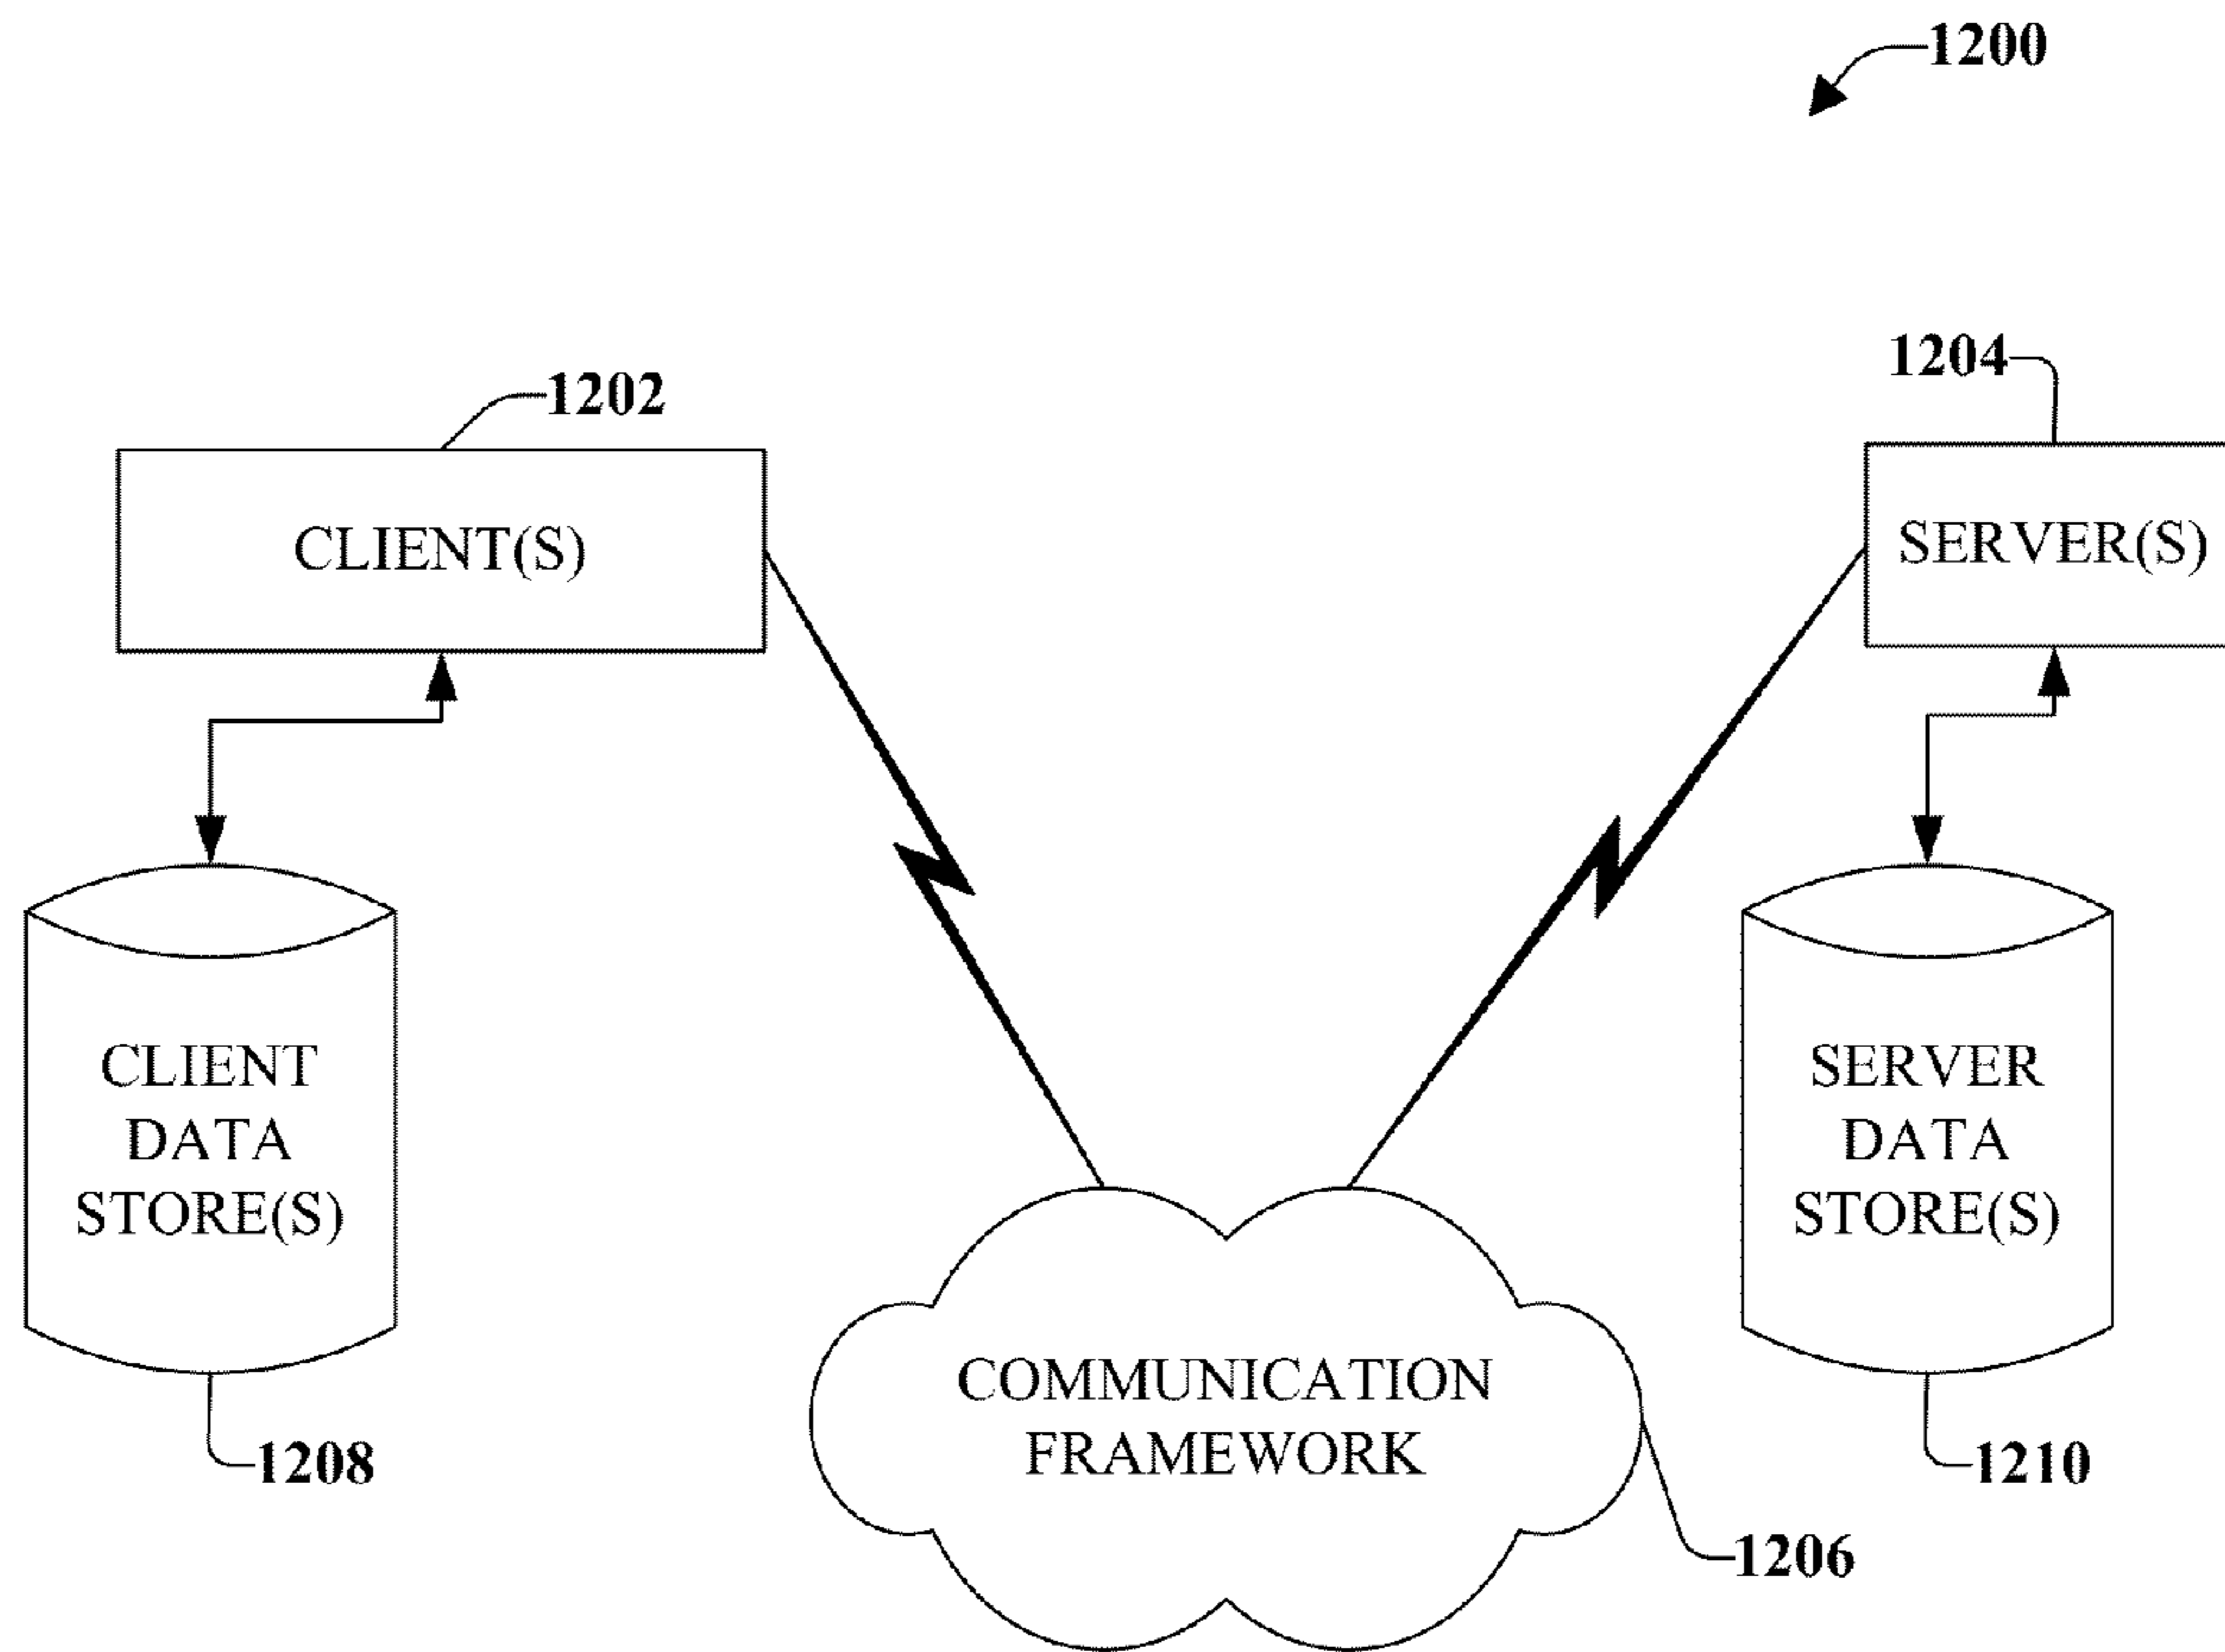 1200
1204
1202
CLIENT(S)
SERVER(S)
CLIENT
DATA
STORE(S)
SERVER
DATA
STORE(S)
COMMUNICATION
FRAMEWORK
1208
1210
1206